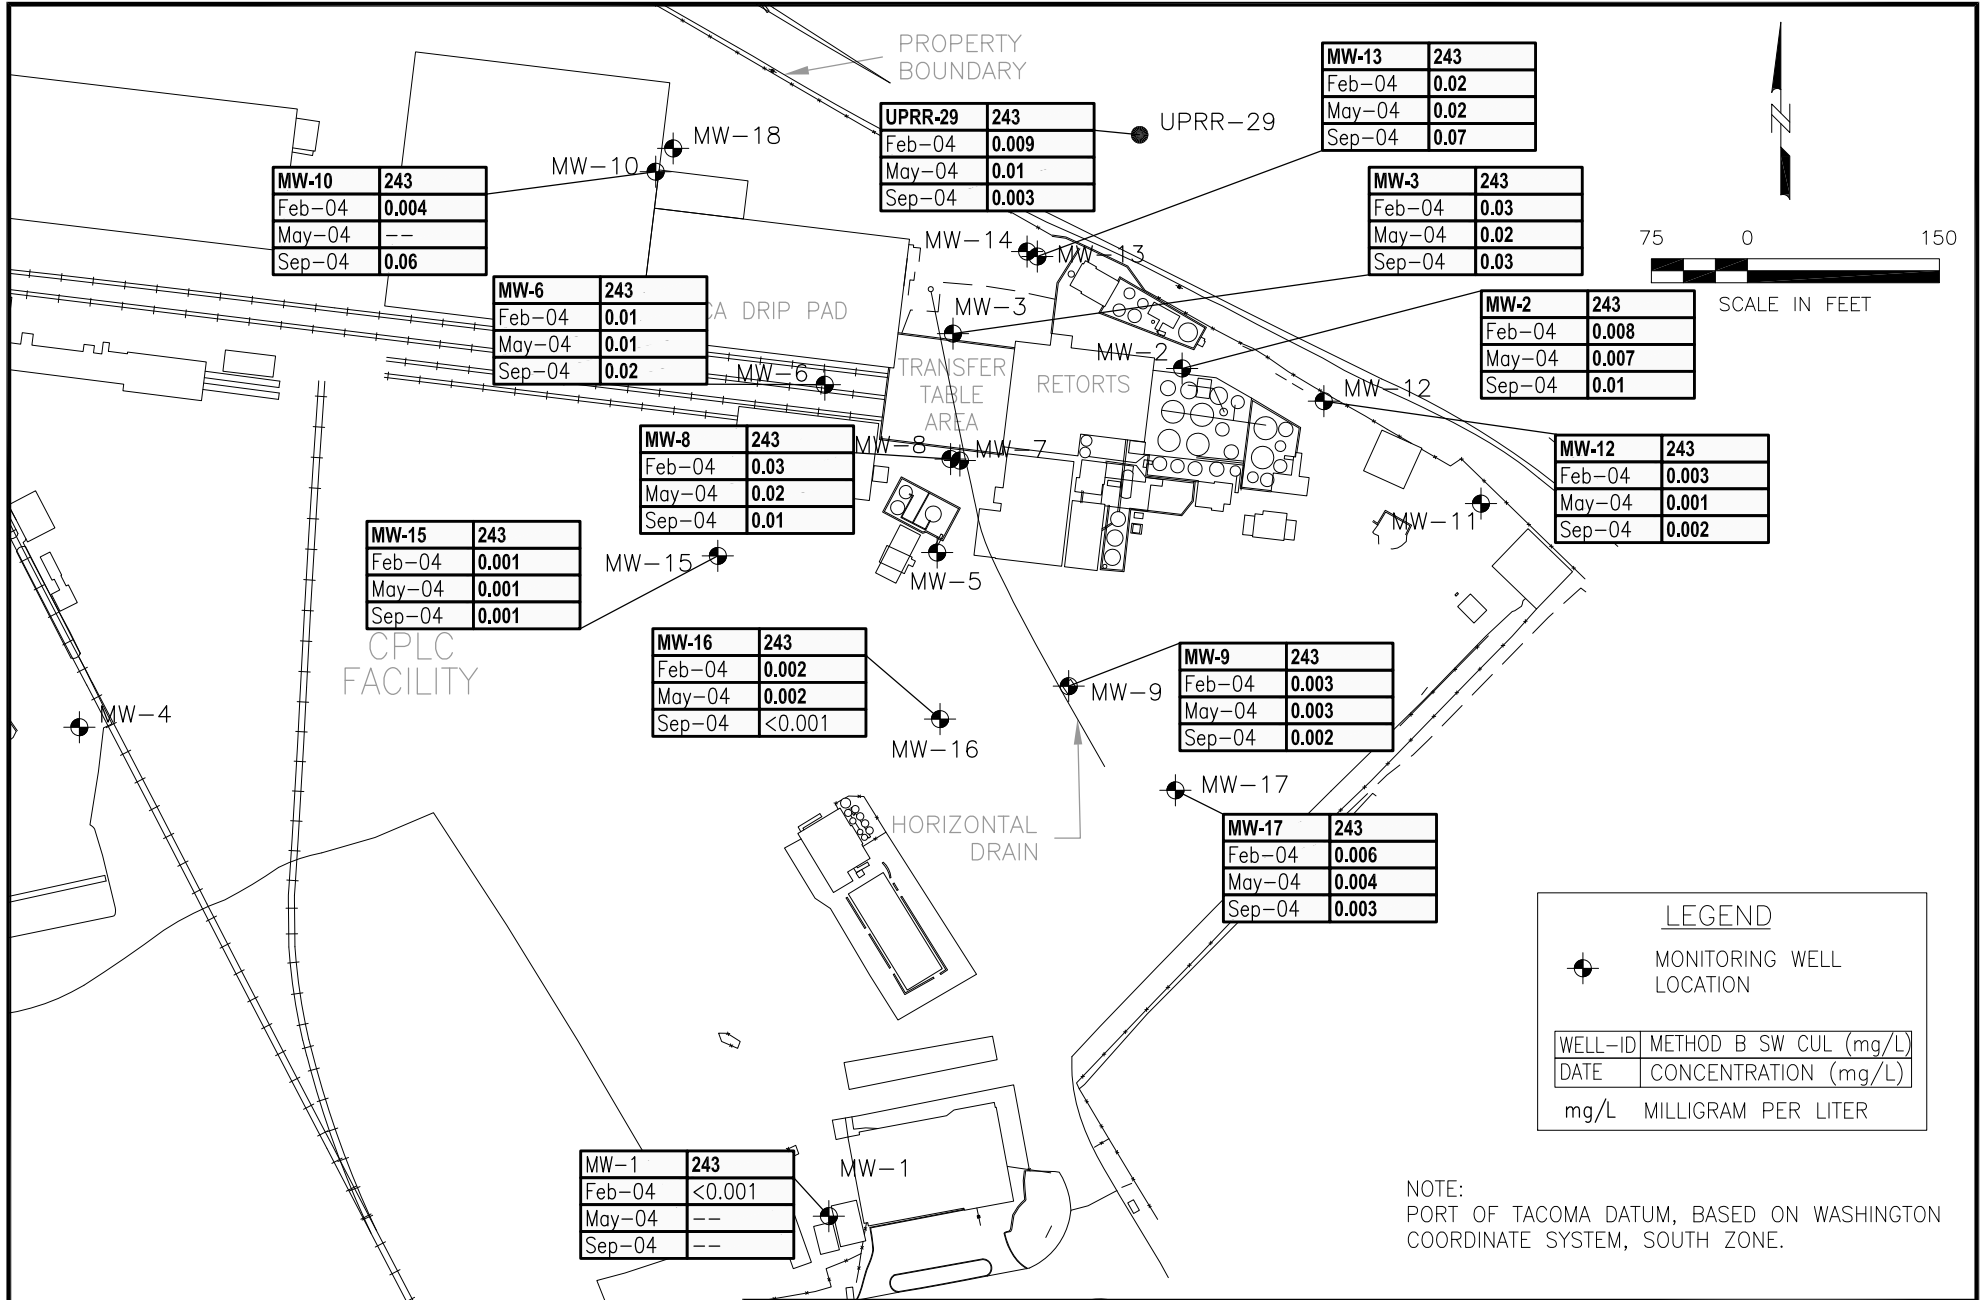 PROPERTY
BOUNDARY
MW-13 243
Feb-04 0.02
May-04 0.02
Sep-04 0.07
N
UPRR-29 243
Feb-04 0.009
May-04 0.01
Sep-04 0.003
UPRR-29
MW-18
MW-10
MW-10 243
Feb-04 0.004
May-04 --
Sep-04 0.06
MW-3 243
Feb-04 0.03
May-04 0.02
Sep-04 0.03
75 0 150
SCALE IN FEET
MW-14
MW-13
MW-6 243
Feb-04 0.01
May-04 0.01
Sep-04 0.02
CA DRIP PAD
MW-3
MW-2 243
Feb-04 0.008
May-04 0.007
Sep-04 0.01
MW-6
TRANSFER
TABLE
AREA
RETORTS
MW-2
MW-12
MW-8 243
Feb-04 0.03
May-04 0.02
Sep-04 0.01
MW-8
MW-7
MW-12 243
Feb-04 0.003
May-04 0.001
Sep-04 0.002
MW-11
MW-15 243
Feb-04 0.001
May-04 0.001
Sep-04 0.001
MW-15
MW-5
CPLC
FACILITY
MW-16 243
Feb-04 0.002
May-04 0.002
Sep-04 <0.001
MW-9 243
Feb-04 0.003
May-04 0.003
Sep-04 0.002
MW-9
MW-4
MW-16
MW-17
HORIZONTAL
DRAIN
MW-17 243
Feb-04 0.006
May-04 0.004
Sep-04 0.003
LEGEND
MONITORING WELL
LOCATION
WELL-ID METHOD B SW CUL (mg/L)
DATE CONCENTRATION (mg/L)
mg/L MILLIGRAM PER LITER
MW-1 243
Feb-04 <0.001
May-04 --
Sep-04 --
MW-1
NOTE:
PORT OF TACOMA DATUM, BASED ON WASHINGTON
COORDINATE SYSTEM, SOUTH ZONE.